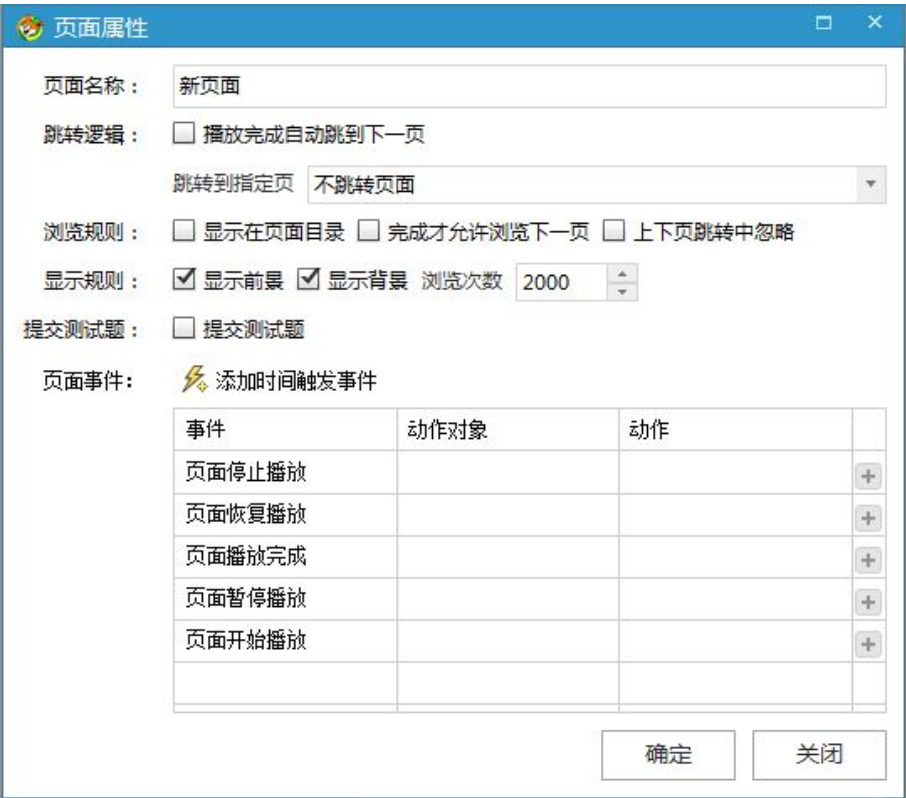 页面属性
页面名称： 新页面
跳转逻辑： 播放完成自动跳到下一页
跳转到指定页 不跳转页面
浏览规则： 显示在页面目录 完成才允许浏览下一页 上下页跳转中忽略
显示规则： 显示前景 显示背景 浏览次数 2000
提交测试题： 提交测试题
页面事件： 添加时间触发事件
事件 动作对象 动作
页面停止播放
页面恢复播放
页面播放完成
页面暂停播放
页面开始播放
确定 关闭